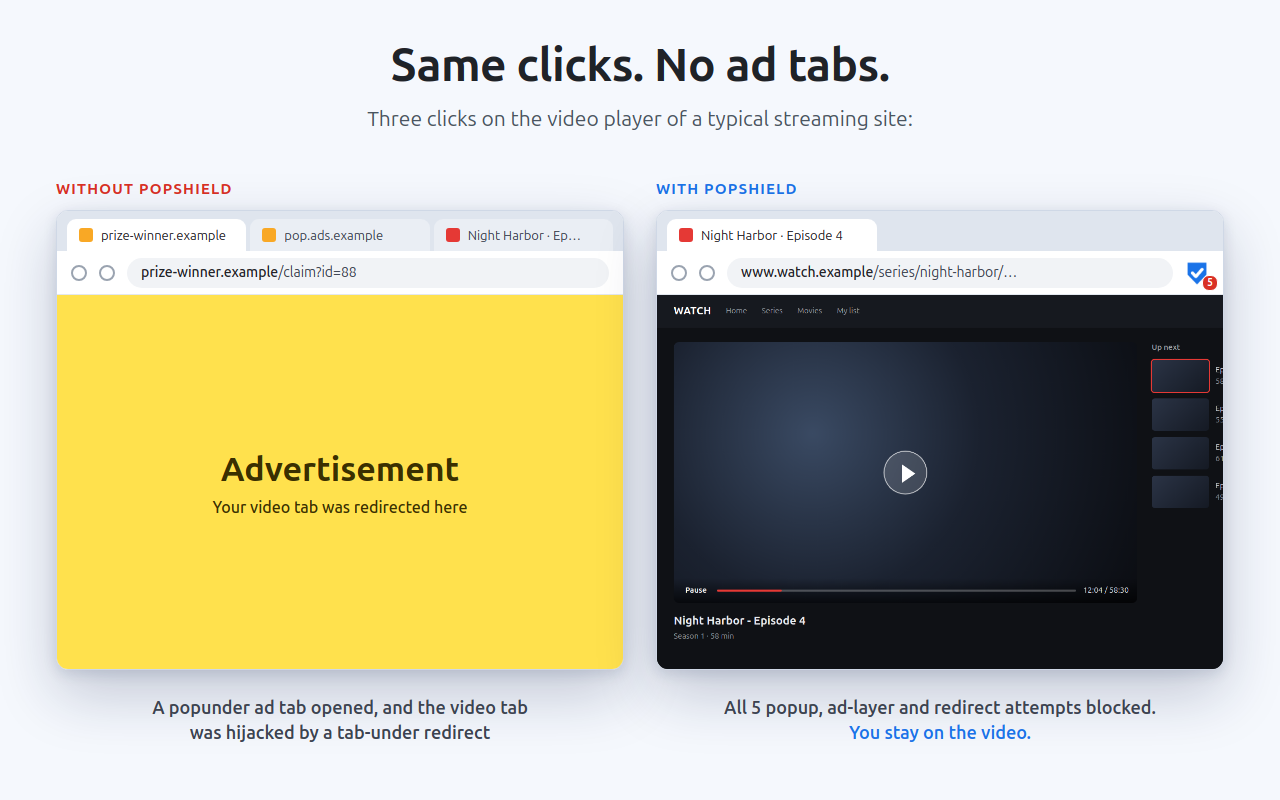 Same clicks. No ad tabs.
Three clicks on the video player of a typical streaming site:
WITHOUT POPSHIELD
prize-winner.example
pop.ads.example
Night Harbor · Ep…
prize-winner.example/claim?id=88
Advertisement
Your video tab was redirected here
A popunder ad tab opened, and the video tab
was hijacked by a tab-under redirect
WITH POPSHIELD
Night Harbor · Episode 4
www.watch.example/series/night-harbor/…
5
WATCH
Home
Series
Movies
My list
Up next
Pause
12:04 / 58:30
Night Harbor - Episode 4
Season 1 · 58 min
All 5 popup, ad-layer and redirect attempts blocked.
You stay on the video.